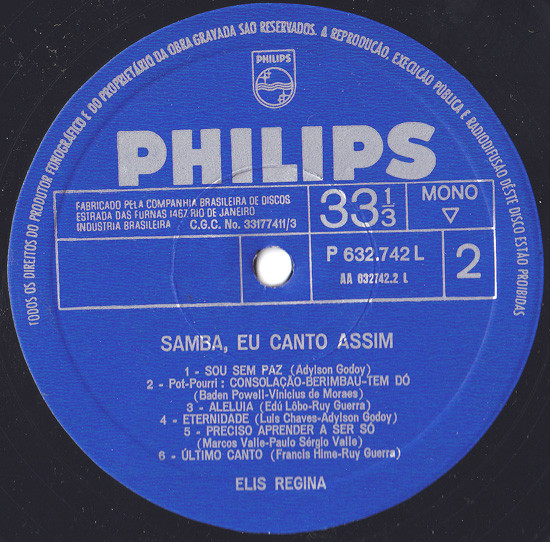 TODOS OS DIREITOS DO PRODUTOR FONOGRÁFICO E DO PROPRIETÁRIO DA OBRA GRAVADA SÃO RESERVADOS. A REPRODUÇÃO, EXECUÇÃO PÚBLICA E RADIODIFUSÃO DÊSTE DISCO ESTÃO PROIBIDAS
PHILIPS
PHILIPS
FABRICADO PELA COMPANHIA BRASILEIRA DE DISCOS
ESTRADA DAS FURNAS 1467 RIO DE JANEIRO
INDUSTRIA BRASILEIRA C.G.C. No. 33177411/3
33 1/3
MONO
P 632.742 L
AA 632742.2 L
2
SAMBA, EU CANTO ASSIM
1 - SOU SEM PAZ (Adylson Godoy)
2 - Pot-Pourri : CONSOLAÇÃO-BERIMBAU-TEM DÓ
(Baden Powell-Vinicius de Moraes)
3 - ALELUIA (Edú Lôbo-Ruy Guerra)
4 - ETERNIDADE (Luis Chaves-Adylson Godoy)
5 - PRECISO APRENDER A SER SÓ
(Marcos Valle-Paulo Sérgio Valle)
6 - ÚLTIMO CANTO (Francis Hime-Ruy Guerra)
ELIS REGINA